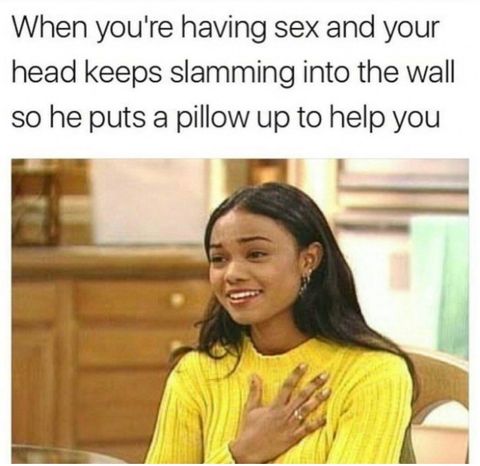 When you're having sex and your
head keeps slamming into the wall
so he puts a pillow up to help you